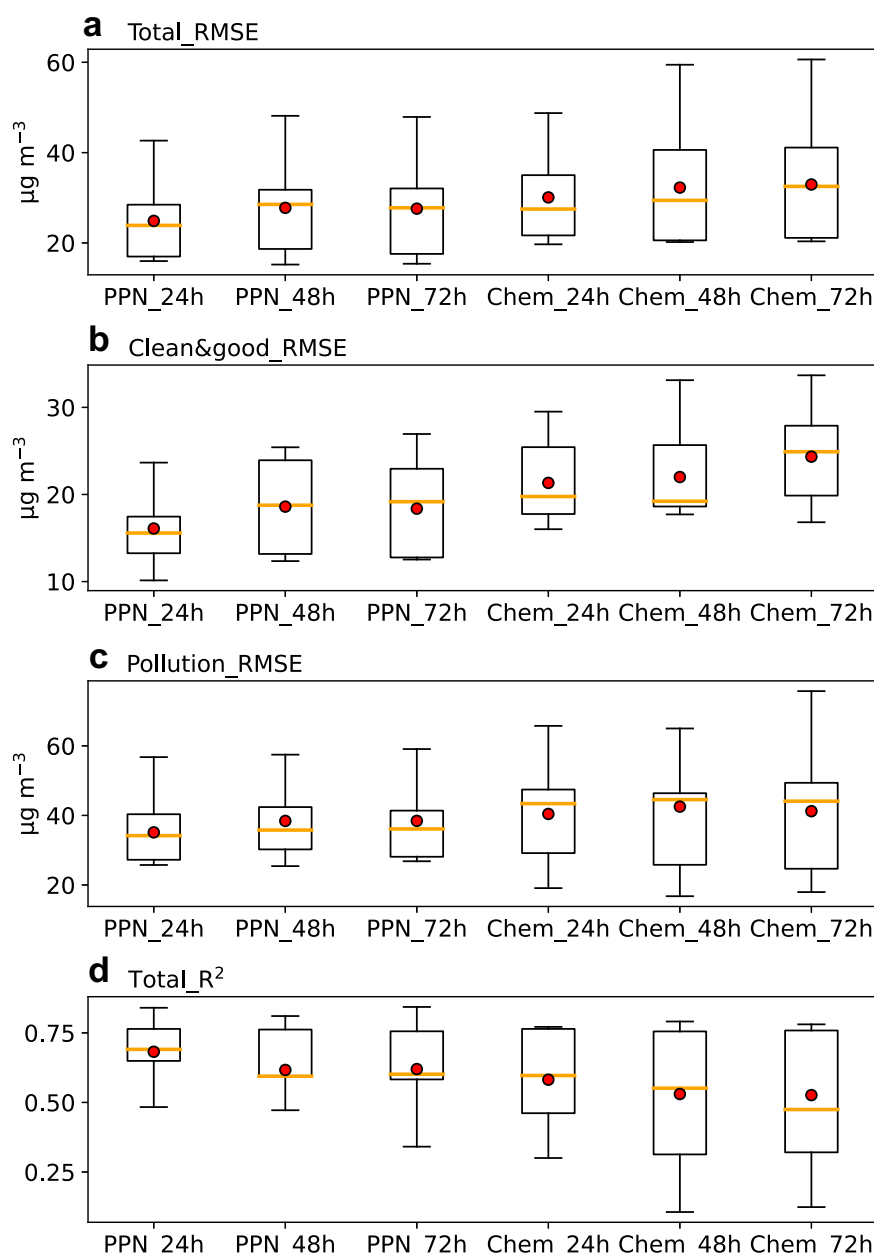 a Total_RMSE
60
40
20
µg m⁻³
PPN_24h PPN_48h PPN_72h Chem_24h Chem_48h Chem_72h
b Clean&good_RMSE
30
20
10
µg m⁻³
PPN_24h PPN_48h PPN_72h Chem_24h Chem_48h Chem_72h
c Pollution_RMSE
60
40
20
µg m⁻³
PPN_24h PPN_48h PPN_72h Chem_24h Chem_48h Chem_72h
d Total_R²
0.75
0.50
0.25
PPN_24h PPN_48h PPN_72h Chem_24h Chem_48h Chem_72h